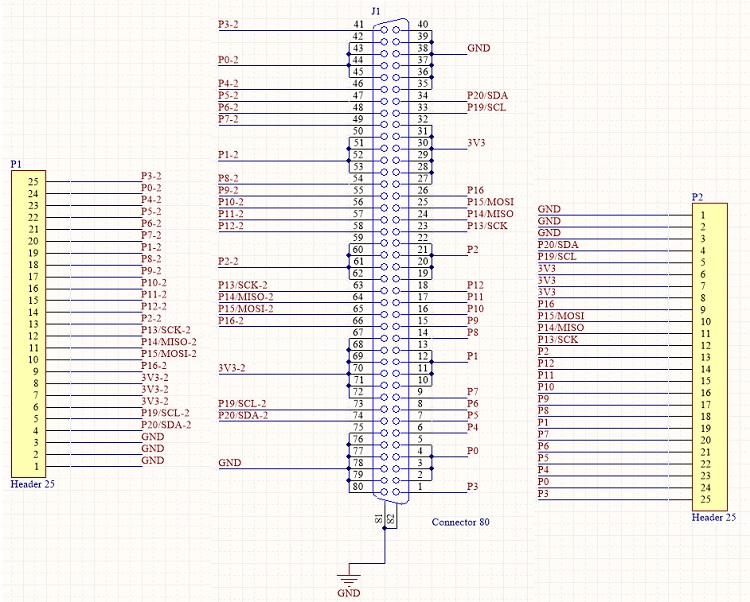 P1
25 P3-2
24 P0-2
23 P4-2
22 P5-2
21 P6-2
20 P7-2
19 P1-2
18 P8-2
17 P9-2
16 P10-2
15 P11-2
14 P12-2
13 P2-2
12 P13/SCK-2
11 P14/MISO-2
10 P15/MOSI-2
9 P16-2
8 3V3-2
7 3V3-2
6 3V3-2
5 P19/SCL-2
4 P20/SDA-2
3 GND
2 GND
1 GND
Header 25
J1
P3-2 41 40
42 39
43 38 GND
P0-2 44 37
45 36
P4-2 46 35
P5-2 47 34 P20/SDA
P6-2 48 33 P19/SCL
P7-2 49 32
50 31
51 30 3V3
P1-2 52 29
53 28
P8-2 54 27
P9-2 55 26 P16
P10-2 56 25 P15/MOSI
P11-2 57 24 P14/MISO
P12-2 58 23 P13/SCK
59 22
60 21 P2
P2-2 61 20
62 19
P13/SCK-2 63 18 P12
P14/MISO-2 64 17 P11
P15/MOSI-2 65 16 P10
P16-2 66 15 P9
67 14 P8
68 13
69 12 P1
3V3-2 70 11
71 10
72 9 P7
P19/SCL-2 73 8 P6
P20/SDA-2 74 7 P5
75 6 P4
76 5
77 4 P0
GND 78 3
79 2
80 1 P3
81 82
Connector 80
GND
P2
GND 1
GND 2
GND 3
P20/SDA 4
P19/SCL 5
3V3 6
3V3 7
3V3 8
P16 9
P15/MOSI 10
P14/MISO 11
P13/SCK 12
P2 13
P12 14
P11 15
P10 16
P9 17
P8 18
P1 19
P7 20
P6 21
P5 22
P4 23
P0 24
P3 25
Header 25